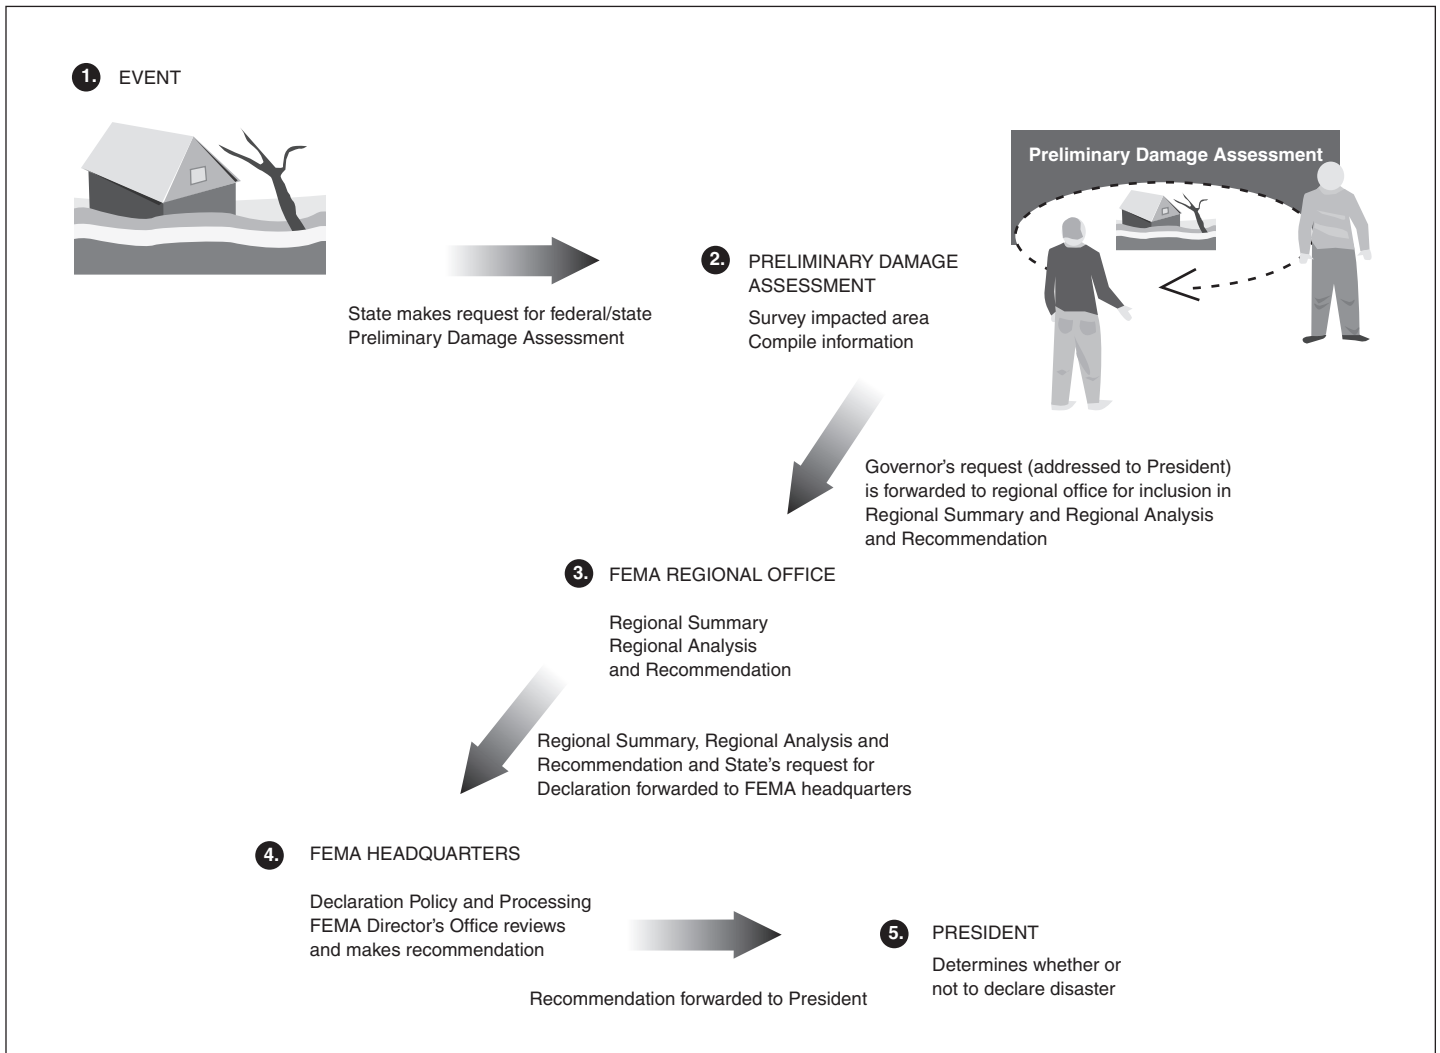 1. EVENT
State makes request for federal/state
Preliminary Damage Assessment
2. PRELIMINARY DAMAGE
ASSESSMENT
Survey impacted area
Compile information
Preliminary Damage Assessment
Governor's request (addressed to President)
is forwarded to regional office for inclusion in
Regional Summary and Regional Analysis
and Recommendation
3. FEMA REGIONAL OFFICE
Regional Summary
Regional Analysis
and Recommendation
Regional Summary, Regional Analysis and
Recommendation and State's request for
Declaration forwarded to FEMA headquarters
4. FEMA HEADQUARTERS
Declaration Policy and Processing
FEMA Director's Office reviews
and makes recommendation
Recommendation forwarded to President
5. PRESIDENT
Determines whether or
not to declare disaster